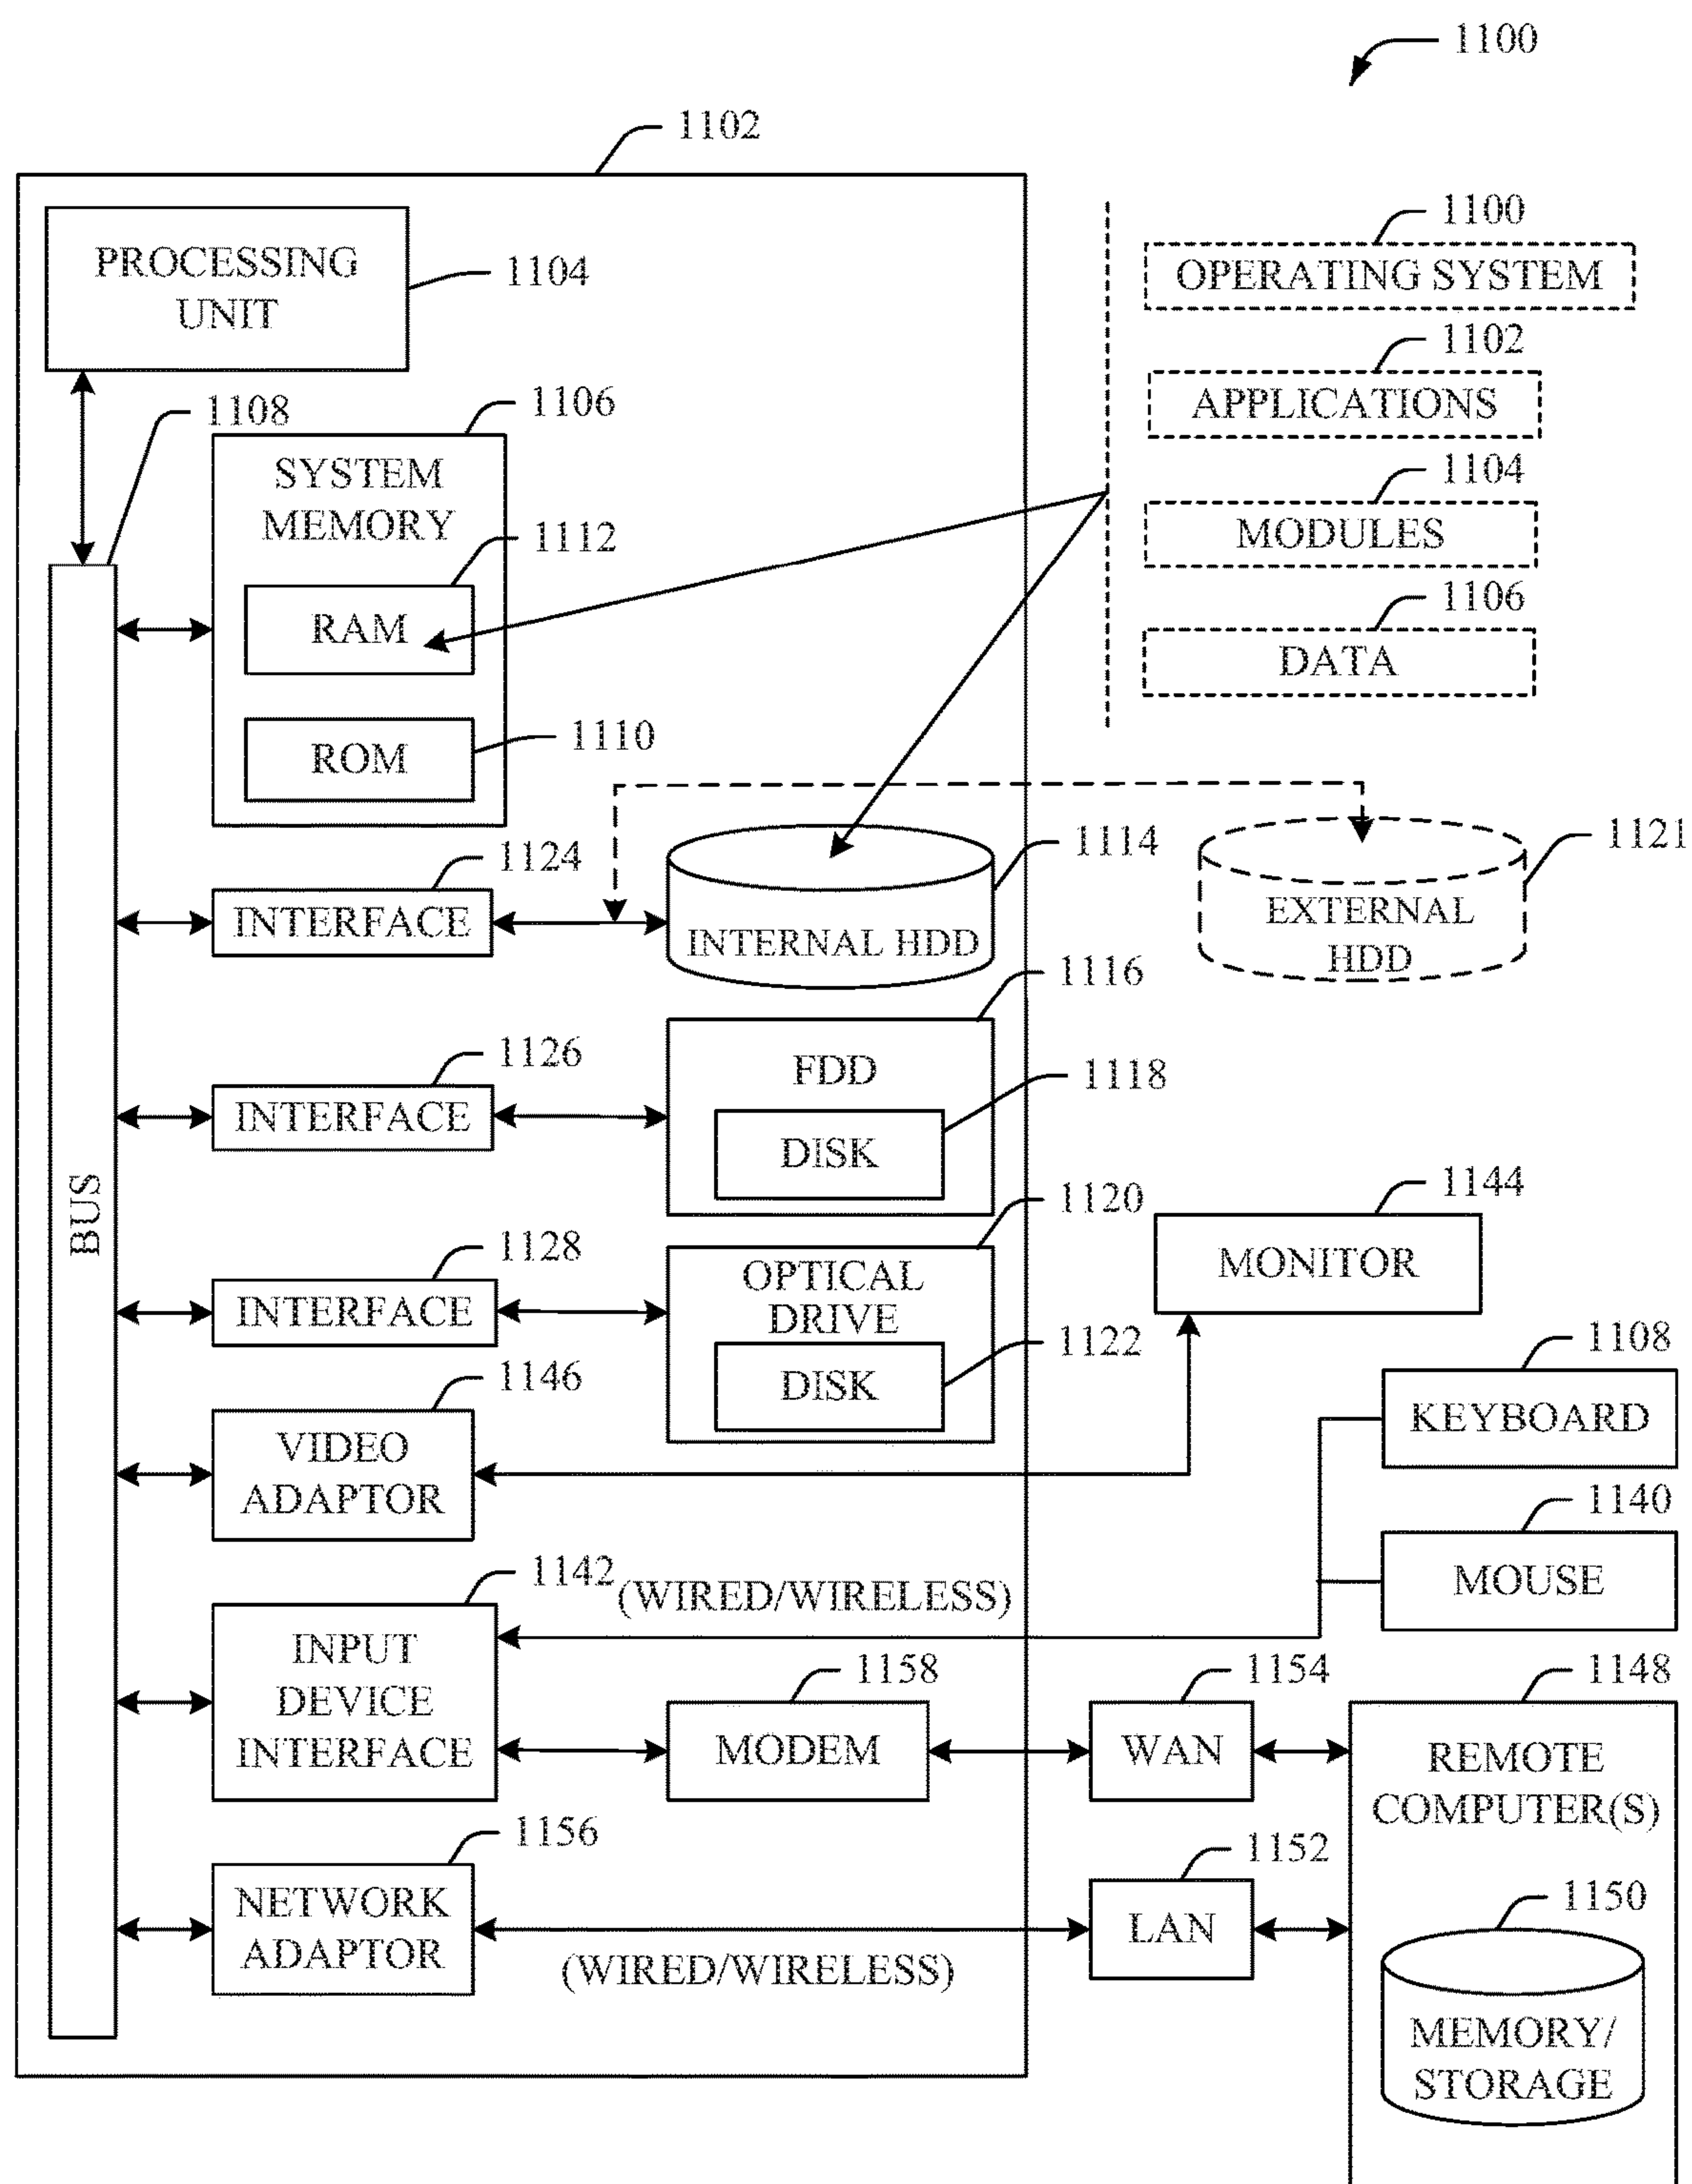 1100
1102
PROCESSING
UNIT
1104
1108
1106
SYSTEM
MEMORY
1112
RAM
1110
ROM
1100
OPERATING SYSTEM
1102
APPLICATIONS
1104
MODULES
1106
DATA
1124
INTERFACE
1114
INTERNAL HDD
1121
EXTERNAL
HDD
1126
INTERFACE
1116
FDD
1118
DISK
BUS
1128
INTERFACE
1120
OPTICAL
DRIVE
1122
DISK
1144
MONITOR
1146
VIDEO
ADAPTOR
1108
KEYBOARD
1140
MOUSE
1142
(WIRED/WIRELESS)
INPUT
DEVICE
INTERFACE
1158
MODEM
1154
WAN
1148
REMOTE
COMPUTER(S)
1156
NETWORK
ADAPTOR
(WIRED/WIRELESS)
1152
LAN
1150
MEMORY/
STORAGE